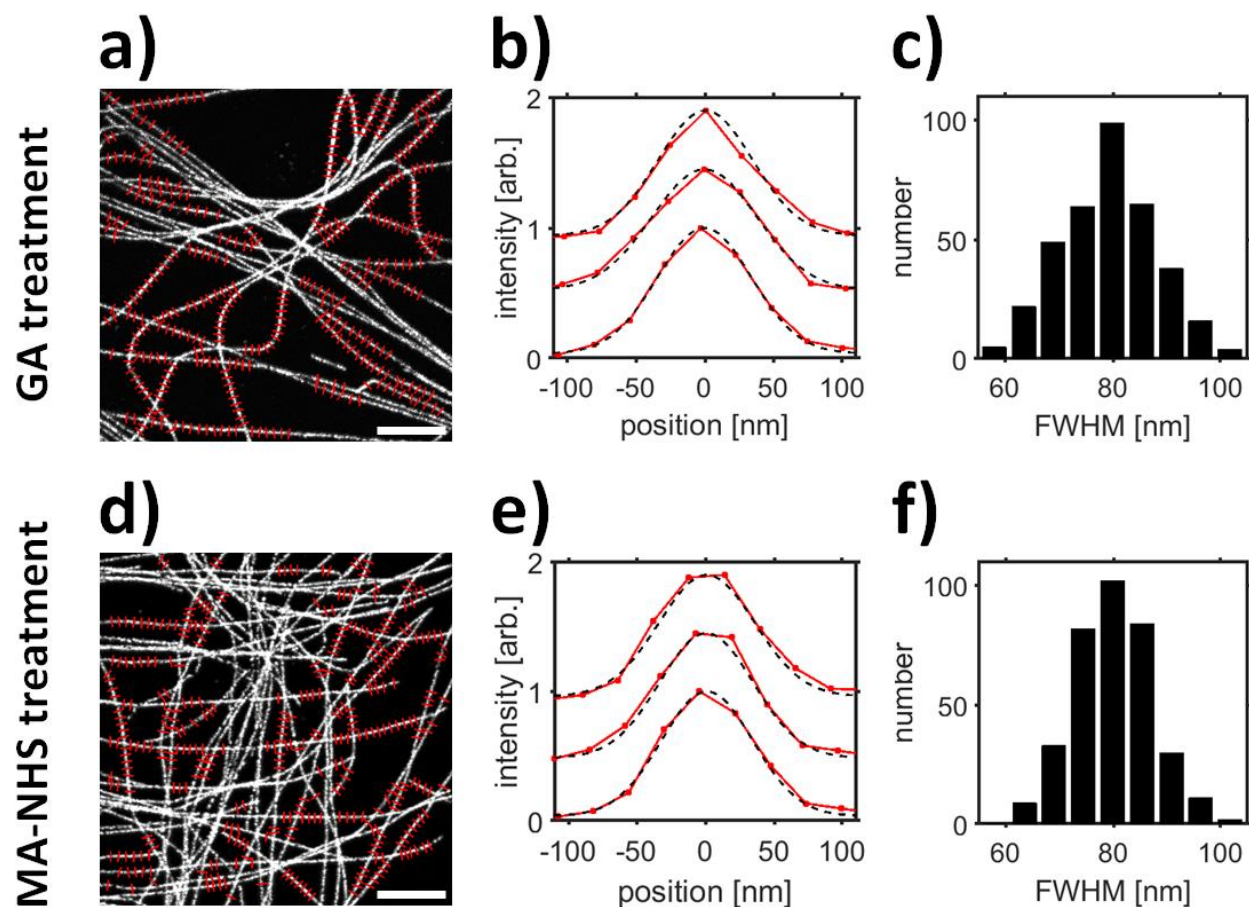 a)
b)
c)
GA treatment
2
1
0
intensity [arb.]
-100 -50 0 50 100
position [nm]
100
50
0
number
60 80 100
FWHM [nm]
d)
e)
f)
MA-NHS treatment
2
1
0
intensity [arb.]
-100 -50 0 50 100
position [nm]
100
50
0
number
60 80 100
FWHM [nm]